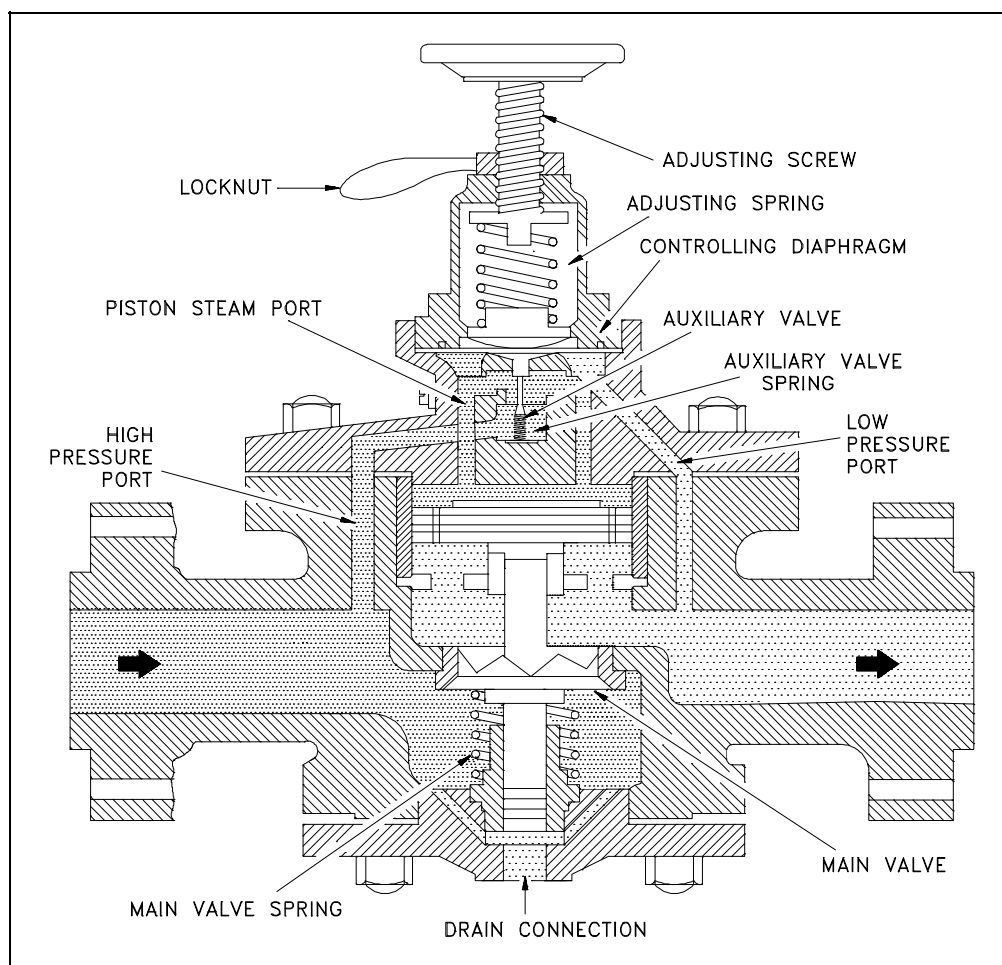 ADJUSTING SCREW
LOCKNUT
ADJUSTING SPRING
CONTROLLING DIAPHRAGM
PISTON STEAM PORT
AUXILIARY VALVE
AUXILIARY VALVE
SPRING
HIGH
PRESSURE
PORT
LOW
PRESSURE
PORT
MAIN VALVE
MAIN VALVE SPRING
DRAIN CONNECTION